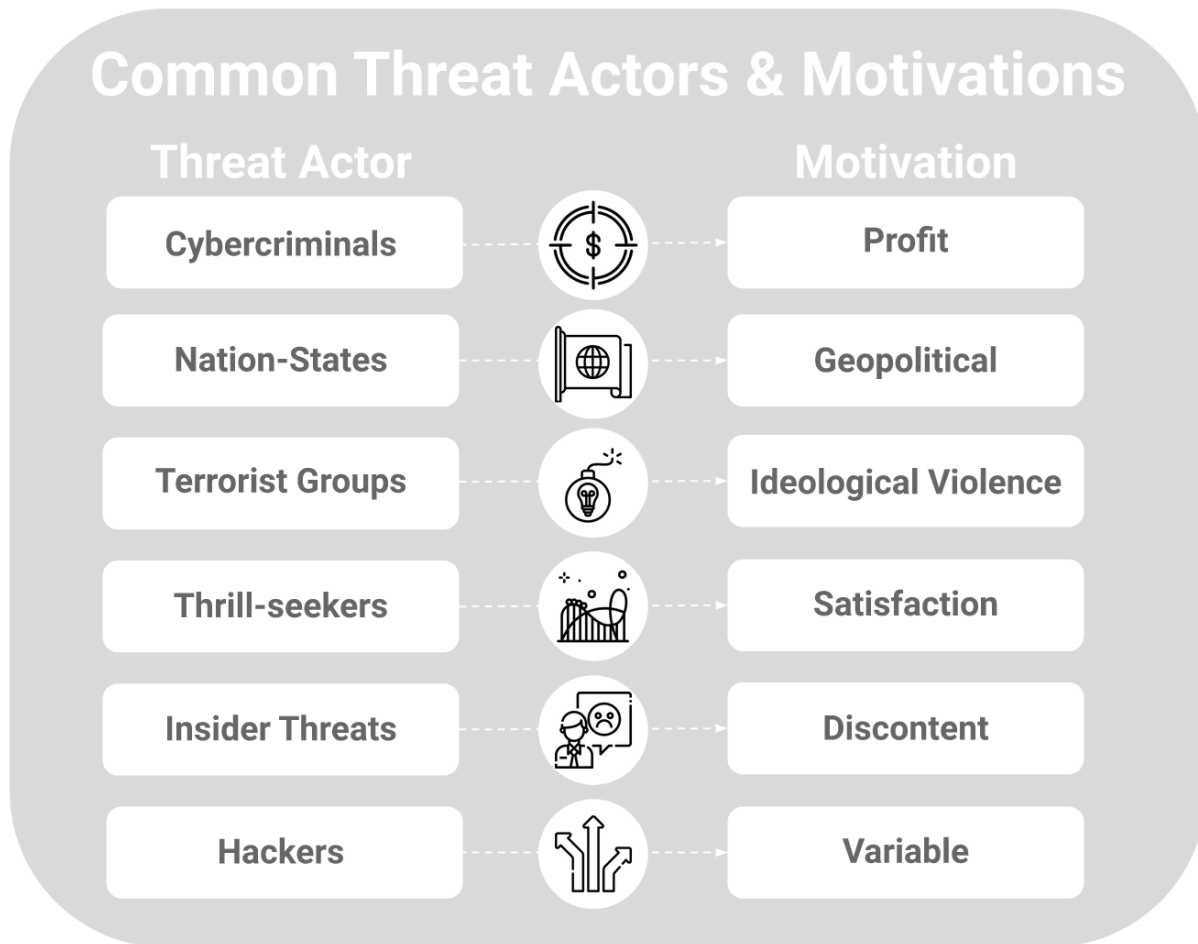 Common Threat Actors & Motivations
Threat Actor
Motivation
Cybercriminals
$
Profit
Nation-States
Geopolitical
Terrorist Groups
Ideological Violence
Thrill-seekers
Satisfaction
Insider Threats
Discontent
Hackers
Variable